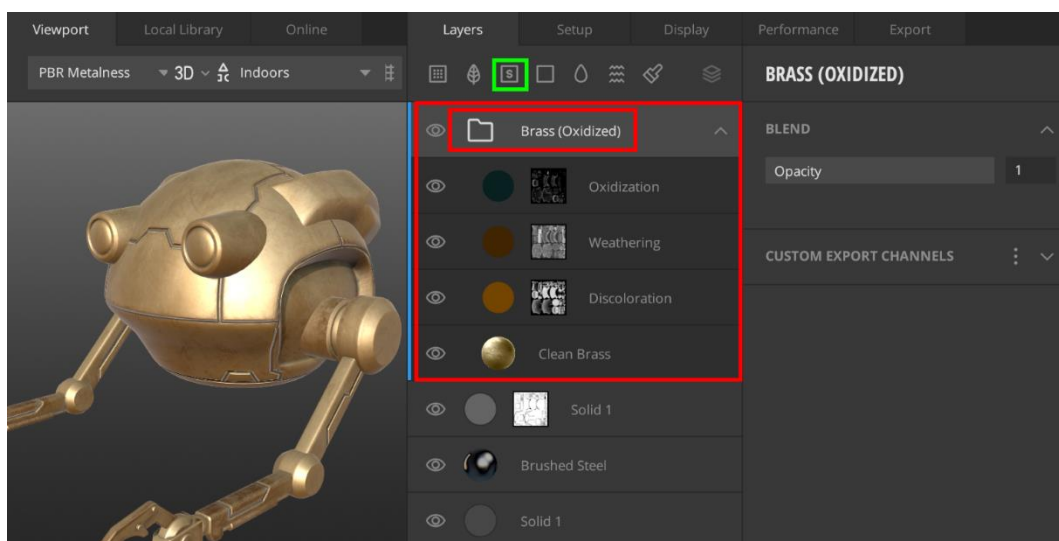 Viewport Local Library Online Layers Setup Display Performance Export
PBR Metalness 3D Indoors
S
BRASS (OXIDIZED)
Brass (Oxidized)
BLEND
Oxidization
Opacity 1
Weathering
CUSTOM EXPORT CHANNELS
Discoloration
Clean Brass
Solid 1
Brushed Steel
Solid 1